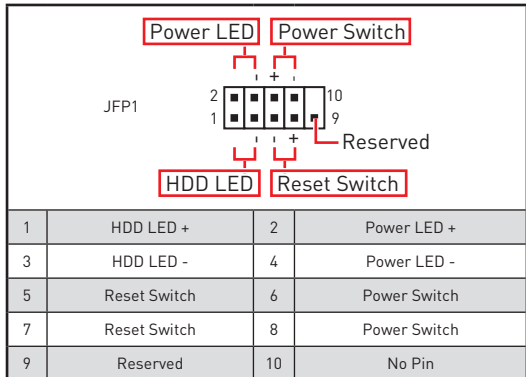 Power LED Power Switch
- + -
JFP1
2 10
1 9
- - +
Reserved
HDD LED Reset Switch
1 HDD LED + 2 Power LED +
3 HDD LED - 4 Power LED -
5 Reset Switch 6 Power Switch
7 Reset Switch 8 Power Switch
9 Reserved 10 No Pin